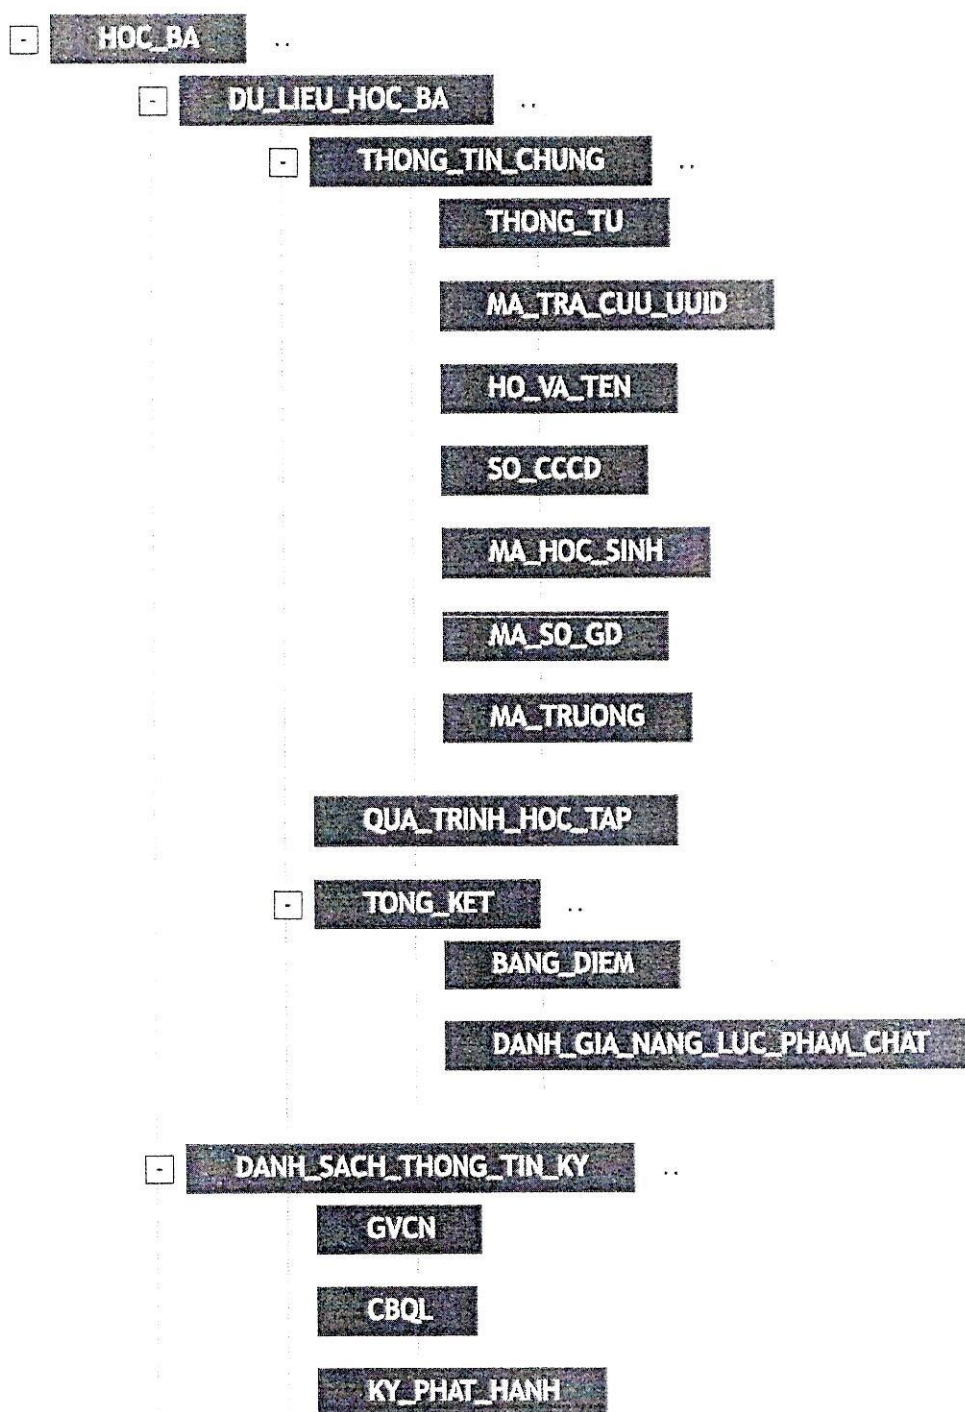 - HOC_BA ..
- DU_LIEU_HOC_BA ..
- THONG_TIN_CHUNG ..
THONG_TU
MA_TRA_CUU_UUID
HO_VA_TEN
SO_CCCD
MA_HOC_SINH
MA_SO_GD
MA_TRUONG
QUA_TRINH_HOC_TAP
- TONG_KET ..
BANG_DIEM
DANH_GIA_NANG_LUC_PHAM_CHAT
- DANH_SACH_THONG_TIN_KY ..
GVCN
CBQL
KY_PHAT_HANH